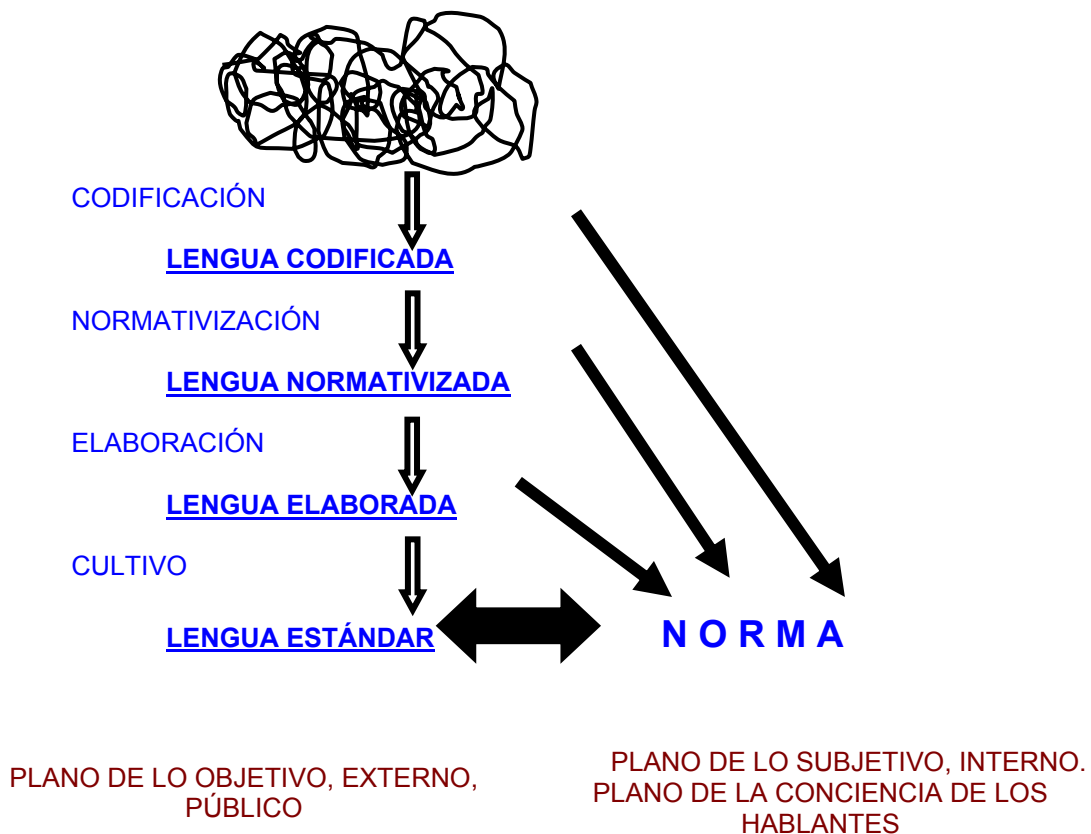 CODIFICACIÓN
LENGUA CODIFICADA
NORMATIVIZACIÓN
LENGUA NORMATIVIZADA
ELABORACIÓN
LENGUA ELABORADA
CULTIVO
LENGUA ESTÁNDAR
N O R M A
PLANO DE LO OBJETIVO, EXTERNO,
PÚBLICO
PLANO DE LO SUBJETIVO, INTERNO.
PLANO DE LA CONCIENCIA DE LOS
HABLANTES